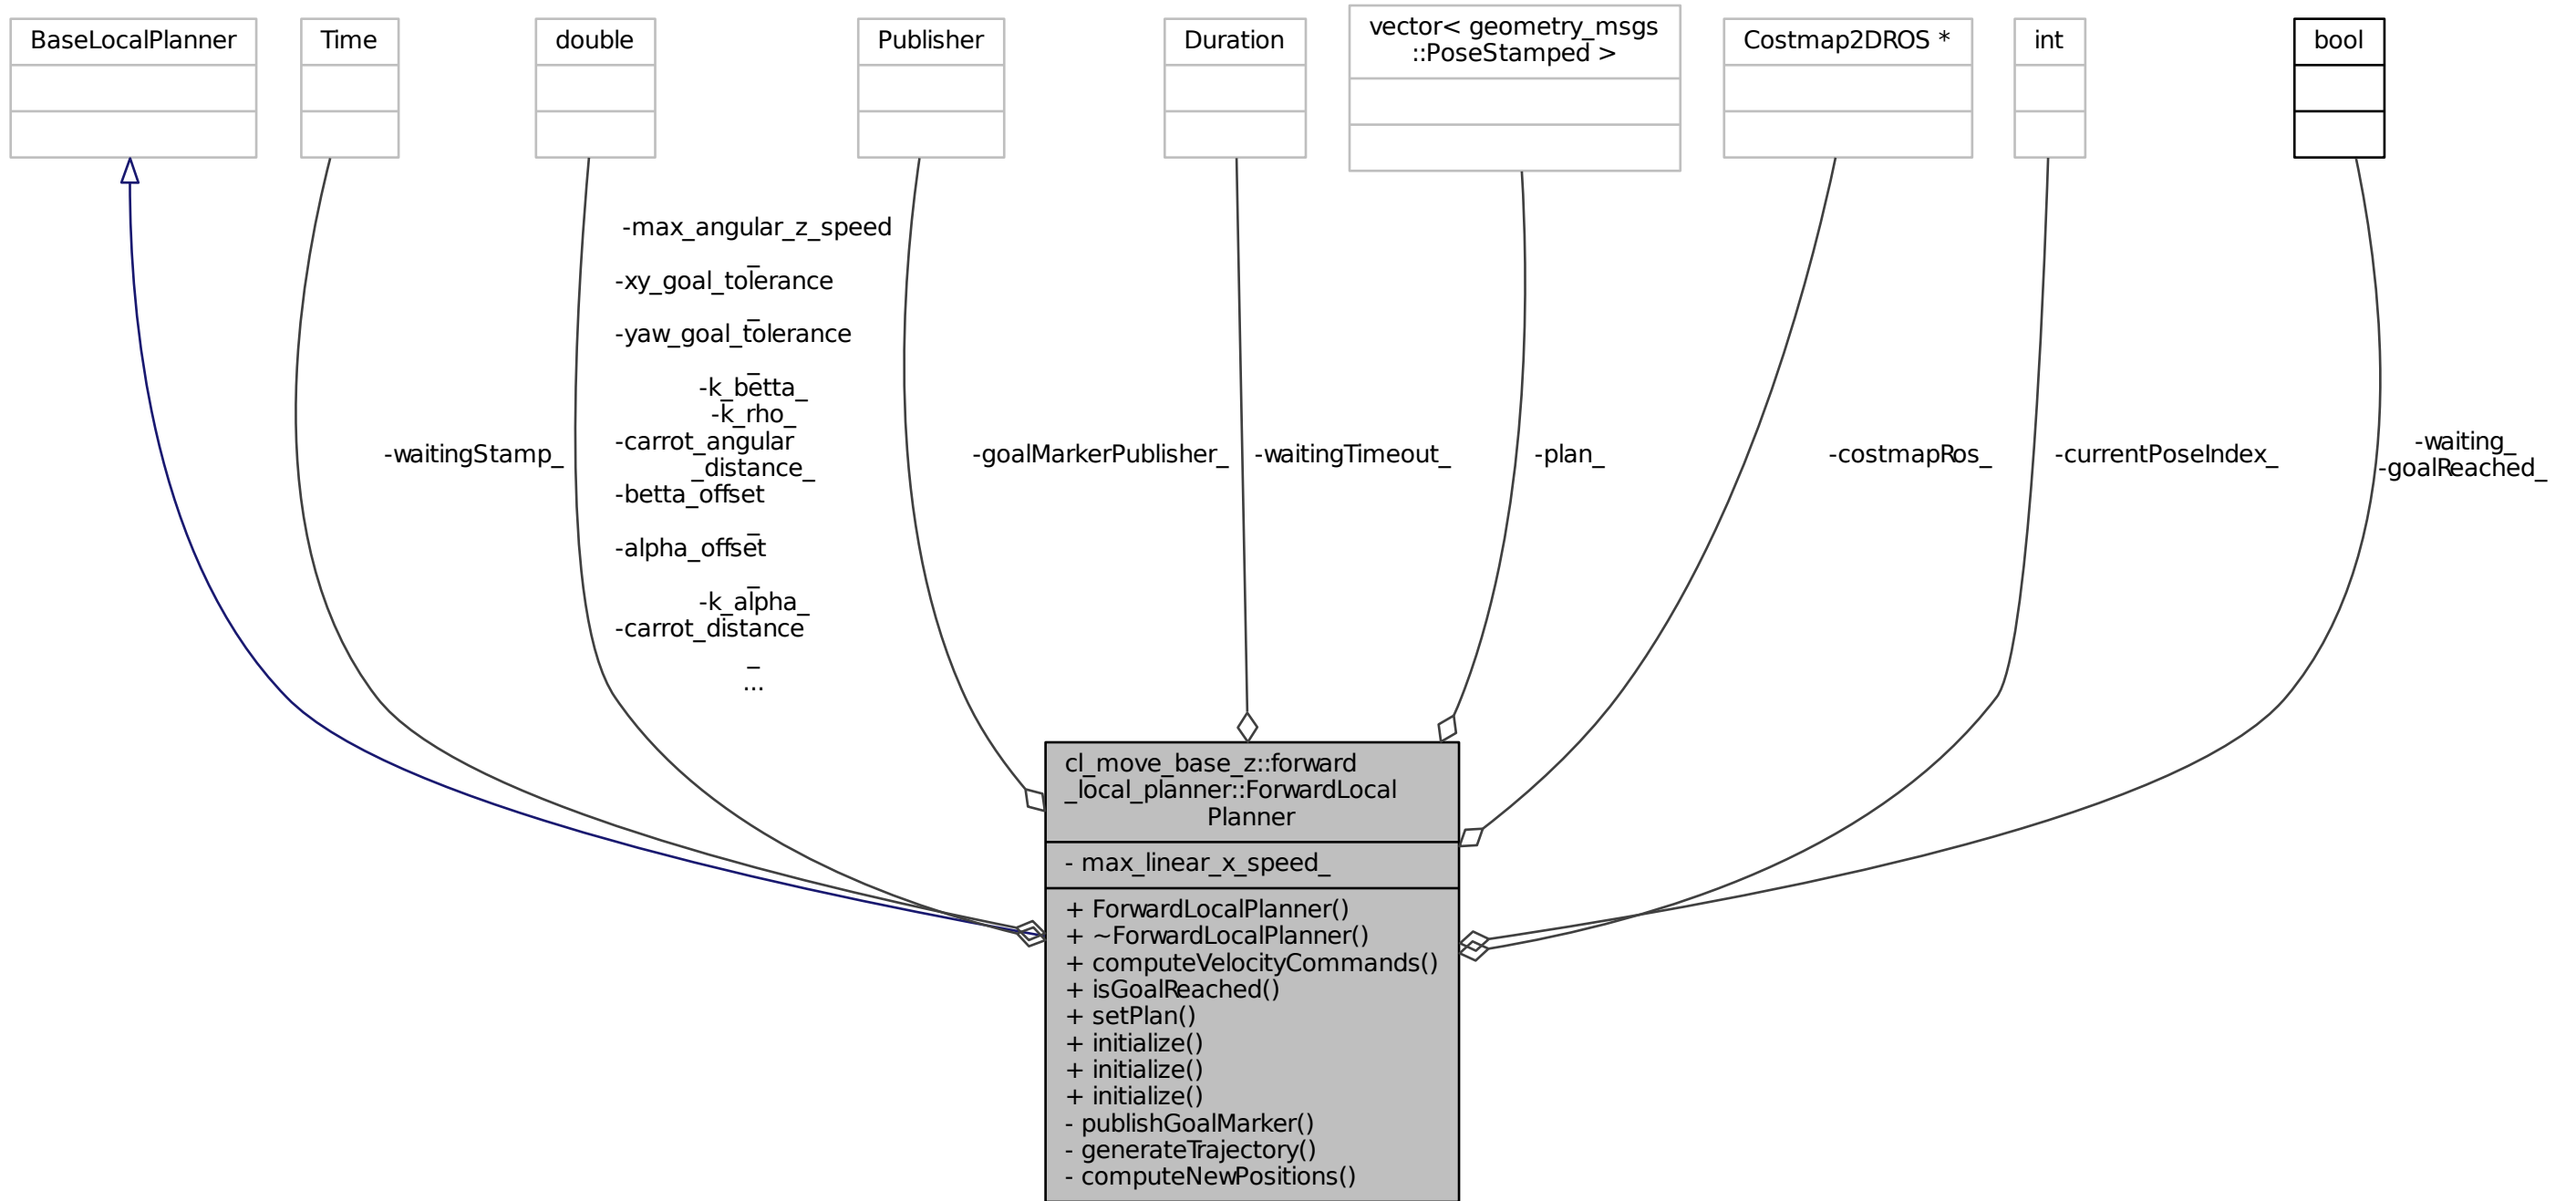 BaseLocalPlanner
Time
double
Publisher
Duration
vector< geometry_msgs
::PoseStamped >
Costmap2DROS *
int
bool
-waitingStamp_
-max_angular_z_speed
_
-xy_goal_tolerance
_
-yaw_goal_tolerance
_
-k_betta_
-k_rho_
-carrot_angular
_distance_
-betta_offset
_
-alpha_offset
_
-k_alpha_
-carrot_distance
_
...
-goalMarkerPublisher_
-waitingTimeout_
-plan_
-costmapRos_
-currentPoseIndex_
-waiting_
-goalReached_
cl_move_base_z::forward
_local_planner::ForwardLocal
Planner
- max_linear_x_speed_
+ ForwardLocalPlanner()
+ ~ForwardLocalPlanner()
+ computeVelocityCommands()
+ isGoalReached()
+ setPlan()
+ initialize()
+ initialize()
+ initialize()
- publishGoalMarker()
- generateTrajectory()
- computeNewPositions()